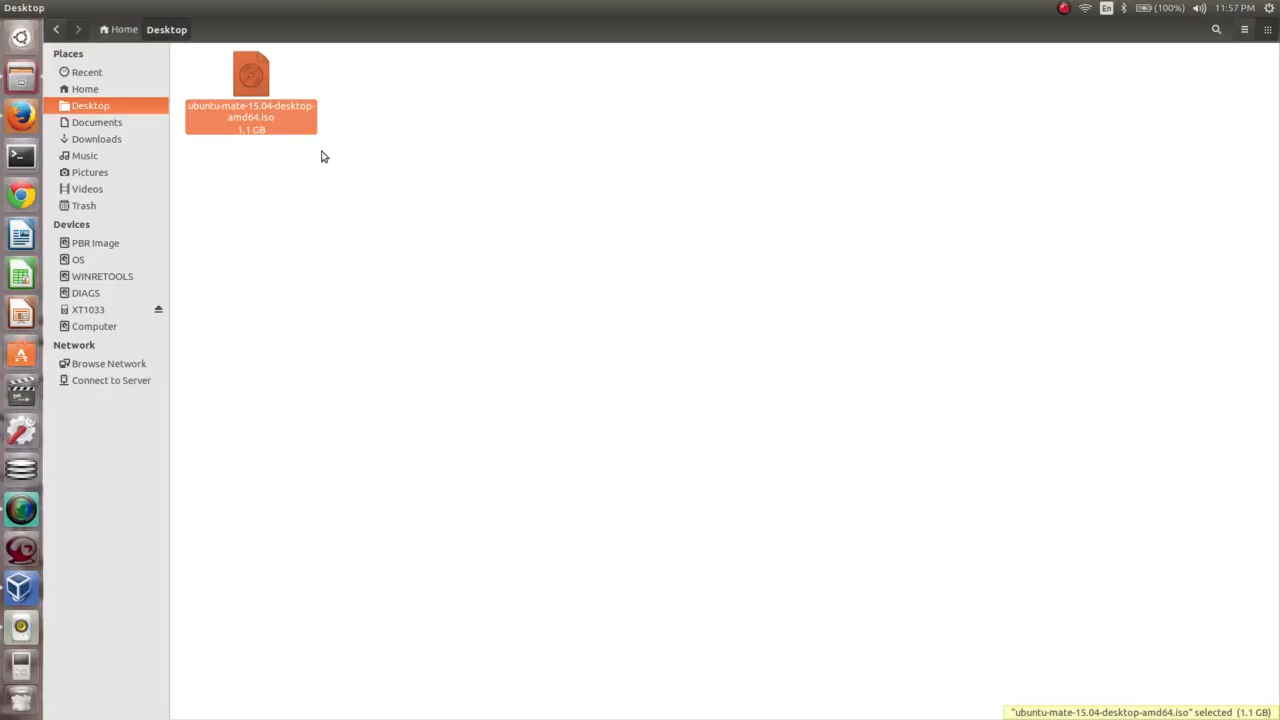 Desktop
En
(100%)
11:57 PM
Home
Desktop
Places
Recent
Home
Desktop
Documents
Downloads
Music
Pictures
Videos
Trash
Devices
PBR Image
OS
WINRETOOLS
DIAGS
XT1033
Computer
Network
Browse Network
Connect to Server
ubuntu-mate-15.04-desktop-
amd64.iso
1.1 GB
"ubuntu-mate-15.04-desktop-amd64.iso" selected (1.1 GB)